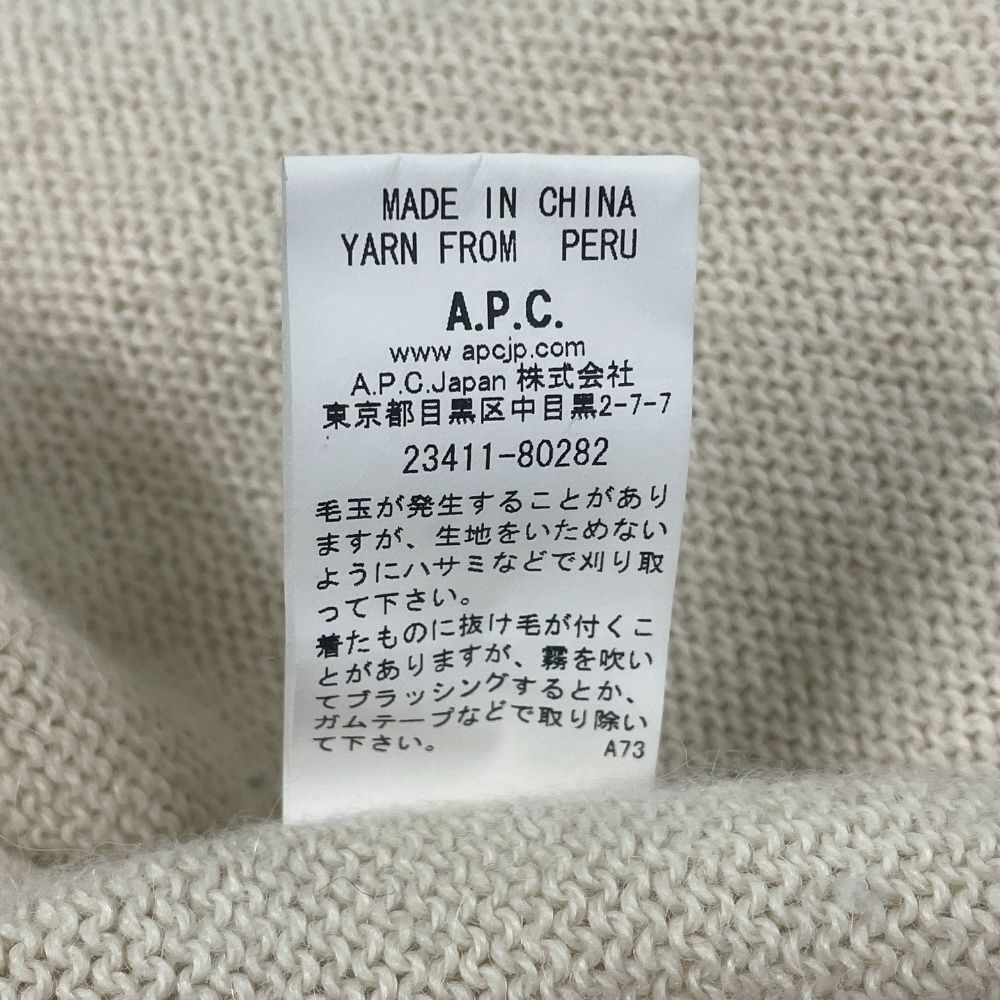 MADE IN CHINA
YARN FROM PERU
A.P.C.
www apcjp.com
A.P.C.Japan 株式会社
東京都目黒区中目黒2-7-7
23411-80282
毛玉が発生することがあり
ますが、生地をいためない
ようにハサミなどで刈り取
って下さい。
着たものに抜け毛が付くこ
とがありますが、霧を吹い
てブラッシングするとか、
ガムテープなどで取り除い
て下さい。 A73